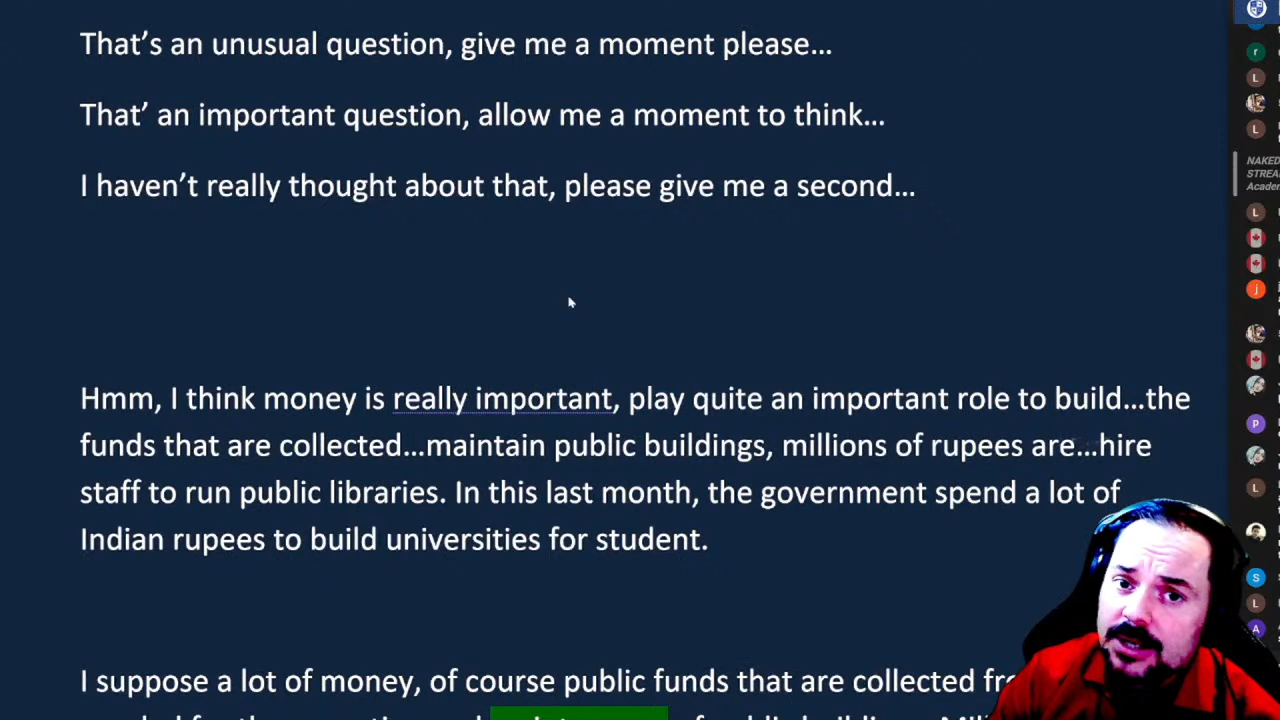 That's an unusual question, give me a moment please…
That' an important question, allow me a moment to think…
I haven't really thought about that, please give me a second…
Hmm, I think money is really important, play quite an important role to build…the
funds that are collected…maintain public buildings, millions of rupees are…hire
staff to run public libraries. In this last month, the government spend a lot of
Indian rupees to build universities for student.
I suppose a lot of money, of course public funds that are collected
NAKED
STREA
Acade